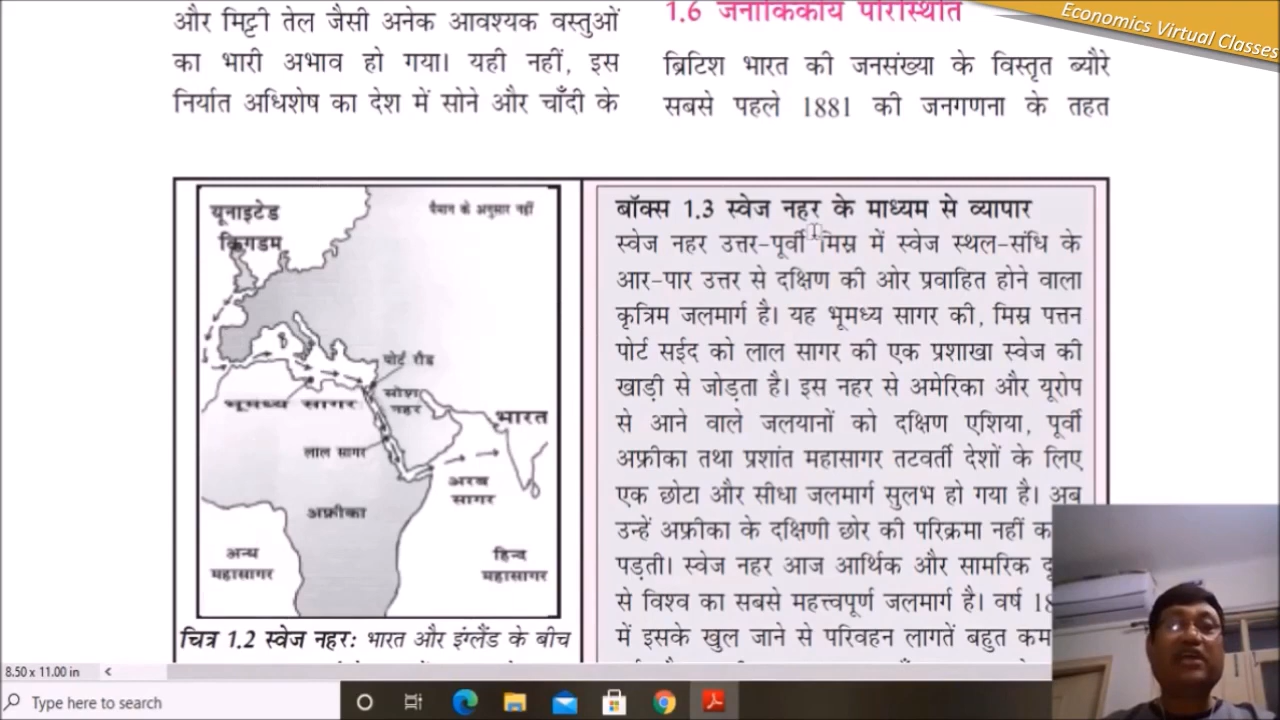 और मिट्टी तेल जैसी अनेक आवश्यक वस्तुओं
का भारी अभाव हो गया। यही नहीं, इस
निर्यात अधिशेष का देश में सोने और चाँदी के
1.6 जनांकिकीय परिस्थिति
ब्रिटिश भारत की जनसंख्या के विस्तृत ब्यौरे
सबसे पहले 1881 की जनगणना के तहत
Economics Virtual Classes
यूनाइटेड
किंगडम
पैमाने के अनुसार नहीं
पोर्ट
नहर
भूमध्य सागर
भारत
लाल सागर
अरब
सागर
अफ्रीका
अन्ध
महासागर
हिन्द
महासागर
चित्र 1.2 स्वेज नहर: भारत और इंग्लैंड के बीच
बॉक्स 1.3 स्वेज नहर के माध्यम से व्यापार
स्वेज नहर उत्तर-पूर्वी मिस्र में स्वेज स्थल-संधि के
आर-पार उत्तर से दक्षिण की ओर प्रवाहित होने वाला
कृत्रिम जलमार्ग है। यह भूमध्य सागर की, मिस्र पत्तन
पोर्ट सईद को लाल सागर की एक प्रशाखा स्वेज की
खाड़ी से जोड़ता है। इस नहर से अमेरिका और यूरोप
से आने वाले जलयानों को दक्षिण एशिया, पूर्वी
अफ्रीका तथा प्रशांत महासागर तटवर्ती देशों के लिए
एक छोटा और सीधा जलमार्ग सुलभ हो गया है। अब
उन्हें अफ्रीका के दक्षिणी छोर की परिक्रमा नहीं
पड़ती। स्वेज नहर आज आर्थिक और सामरिक
से विश्व का सबसे महत्त्वपूर्ण जलमार्ग है। वर्ष
में इसके खुल जाने से परिवहन लागतें बहुत कम
8.50 x 11.00 in
Type here to search